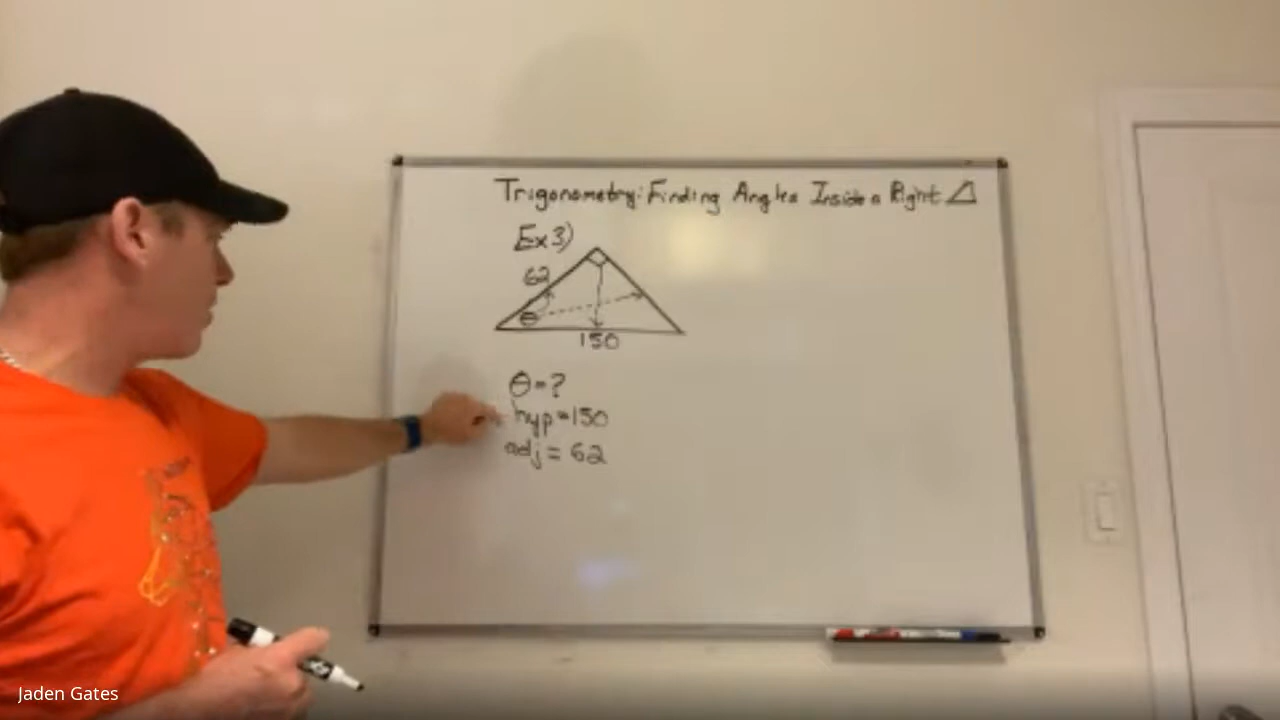 Trigonometry: Finding Angles Inside a Right △
Ex 3)
62
θ
150
θ = ?
hyp = 150
adj = 62
Jaden Gates